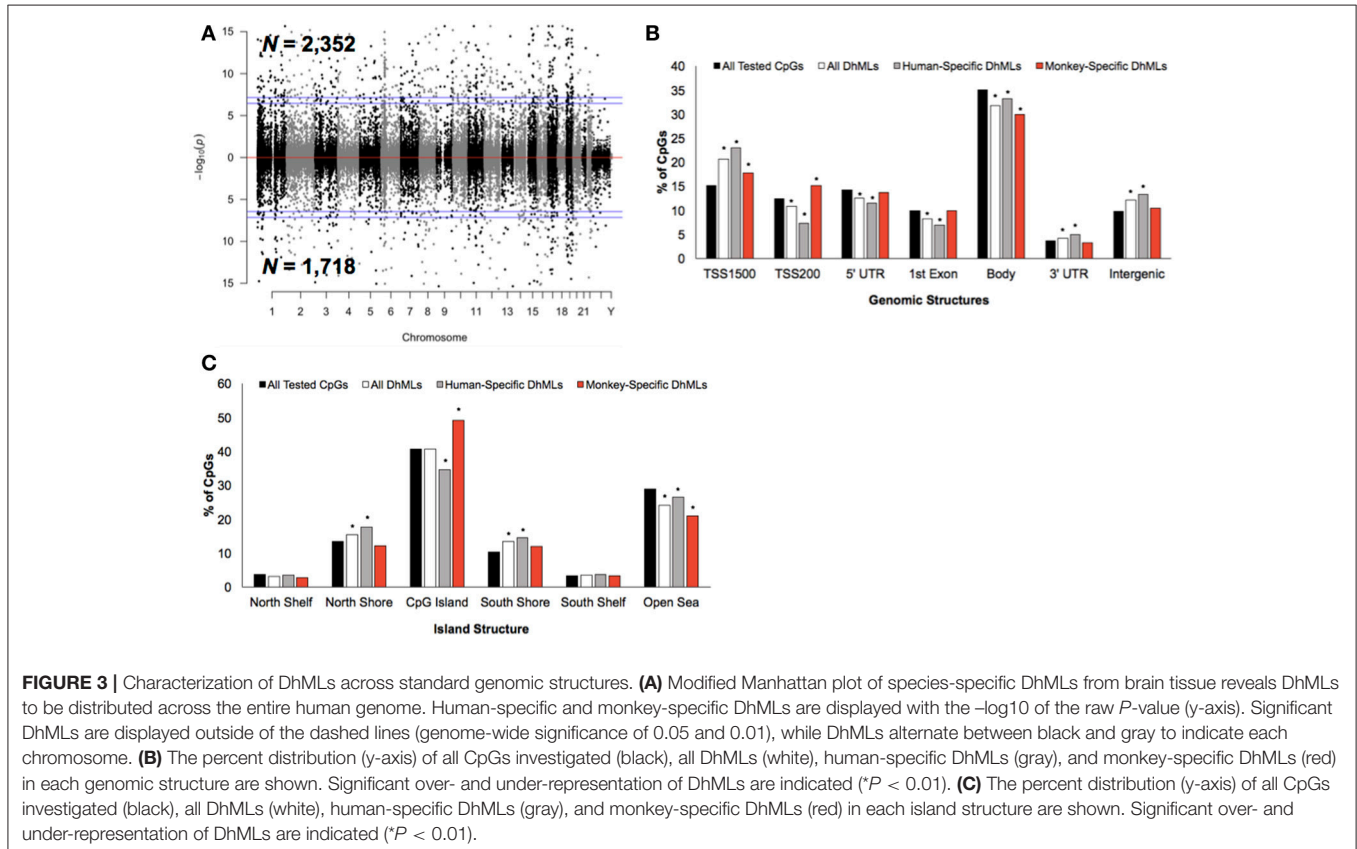 A
N = 2,352
15
10
5
0
5
10
15
−log10(p)
N = 1,718
1 2 3 4 5 6 7 8 9 11 13 15 18 21 Y
Chromosome
B
All Tested CpGs All DhMLs Human-Specific DhMLs Monkey-Specific DhMLs
40
35
30
25
20
15
10
5
0
% of CpGs
* * * * * * * * * * * * * * * * * *
TSS1500 TSS200 5' UTR 1st Exon Body 3' UTR Intergenic
Genomic Structures
C
All Tested CpGs All DhMLs Human-Specific DhMLs Monkey-Specific DhMLs
60
50
40
30
20
10
0
% of CpGs
* * * * * * * * *
North Shelf North Shore CpG Island South Shore South Shelf Open Sea
Island Structure
FIGURE 3 | Characterization of DhMLs across standard genomic structures. (A) Modified Manhattan plot of species-specific DhMLs from brain tissue reveals DhMLs
to be distributed across the entire human genome. Human-specific and monkey-specific DhMLs are displayed with the –log10 of the raw P-value (y-axis). Significant
DhMLs are displayed outside of the dashed lines (genome-wide significance of 0.05 and 0.01), while DhMLs alternate between black and gray to indicate each
chromosome. (B) The percent distribution (y-axis) of all CpGs investigated (black), all DhMLs (white), human-specific DhMLs (gray), and monkey-specific DhMLs (red)
in each genomic structure are shown. Significant over- and under-representation of DhMLs are indicated (*P < 0.01). (C) The percent distribution (y-axis) of all CpGs
investigated (black), all DhMLs (white), human-specific DhMLs (gray), and monkey-specific DhMLs (red) in each island structure are shown. Significant over- and
under-representation of DhMLs are indicated (*P < 0.01).